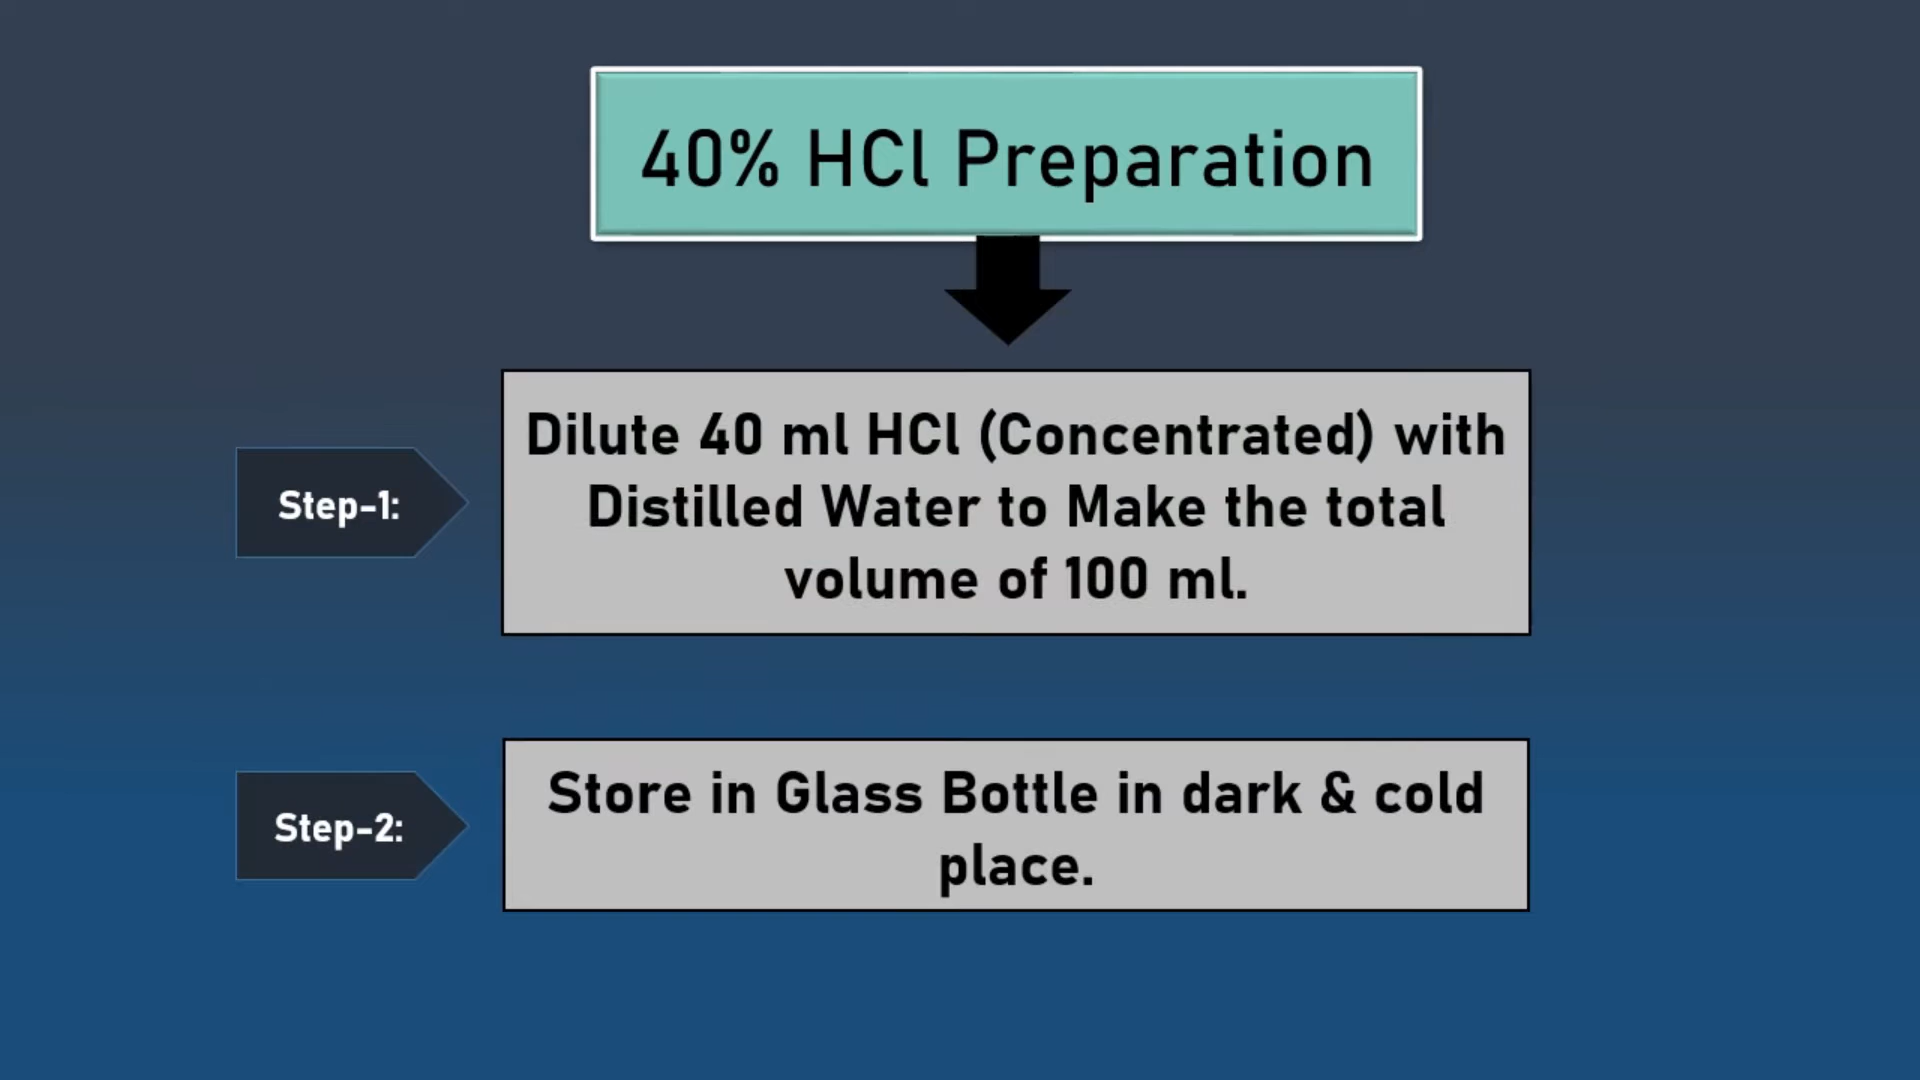 40% HCl Preparation
Step-1:
Dilute 40 ml HCl (Concentrated) with
Distilled Water to Make the total
volume of 100 ml.
Step-2:
Store in Glass Bottle in dark & cold
place.